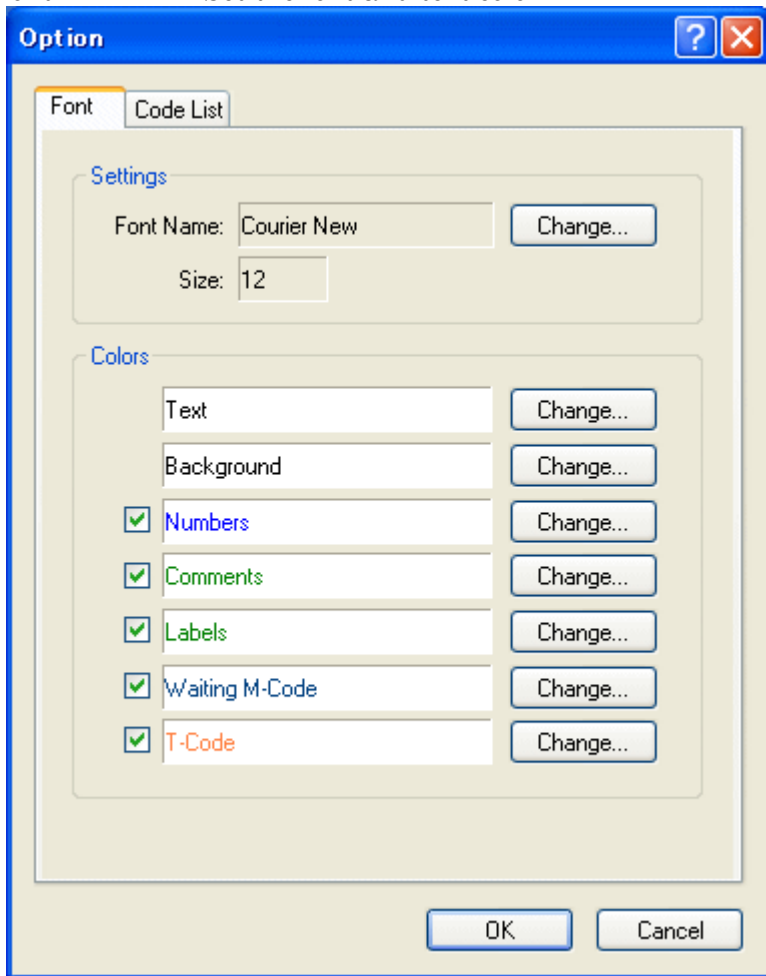 Option
Font
Code List
Settings
Font Name: Courier New Change...
Size: 12
Colors
Text Change...
Background Change...
Numbers Change...
Comments Change...
Labels Change...
Waiting M-Code Change...
T-Code Change...
OK Cancel